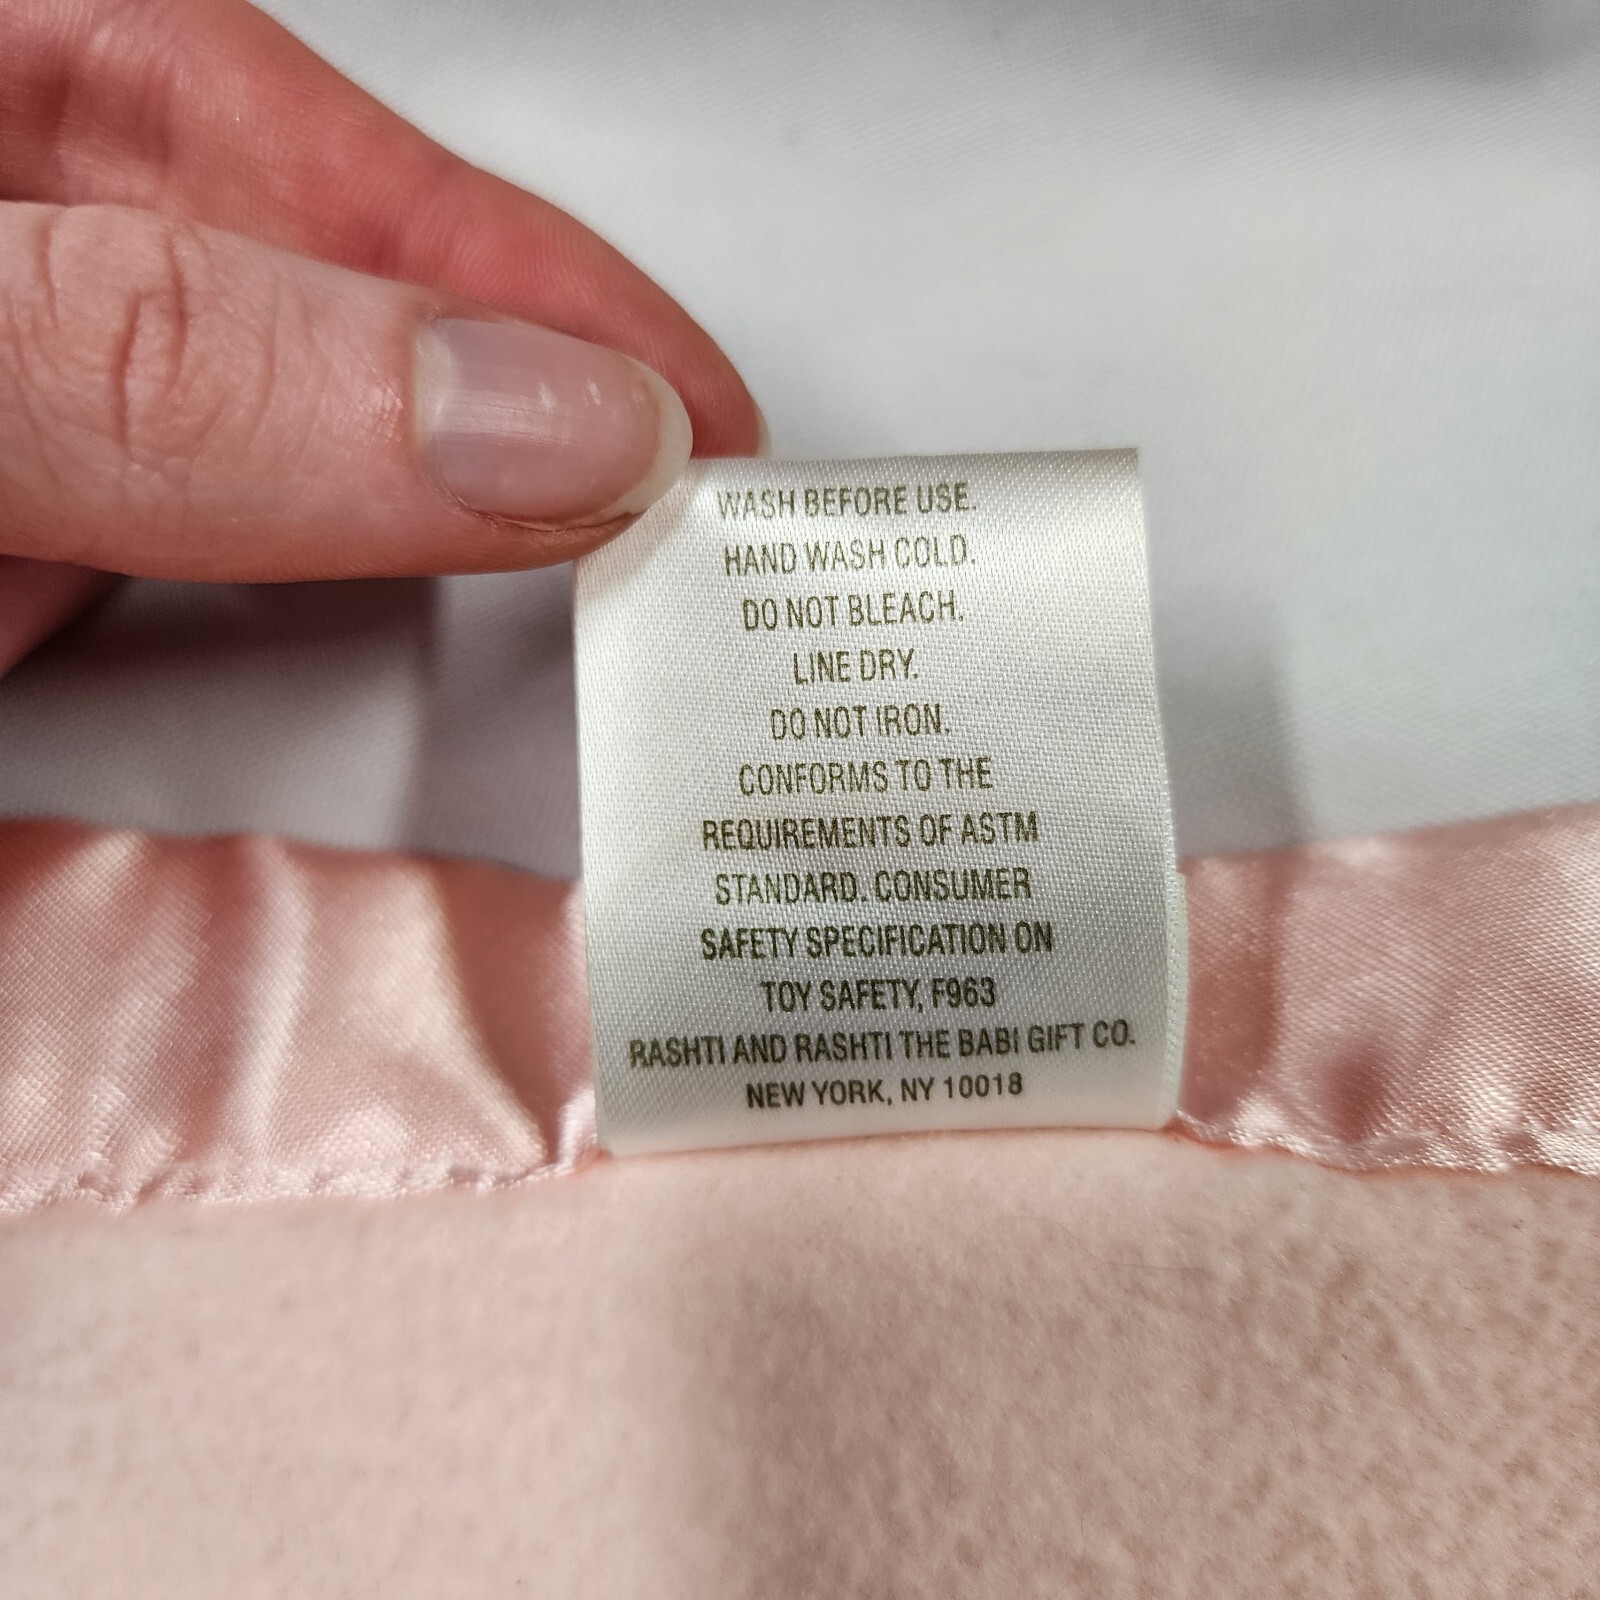 WASH BEFORE USE.
HAND WASH COLD.
DO NOT BLEACH.
LINE DRY.
DO NOT IRON.
CONFORMS TO THE
REQUIREMENTS OF ASTM
STANDARD. CONSUMER
SAFETY SPECIFICATION ON
TOY SAFETY, F963
RASHTI AND RASHTI THE BABI GIFT CO.
NEW YORK, NY 10018